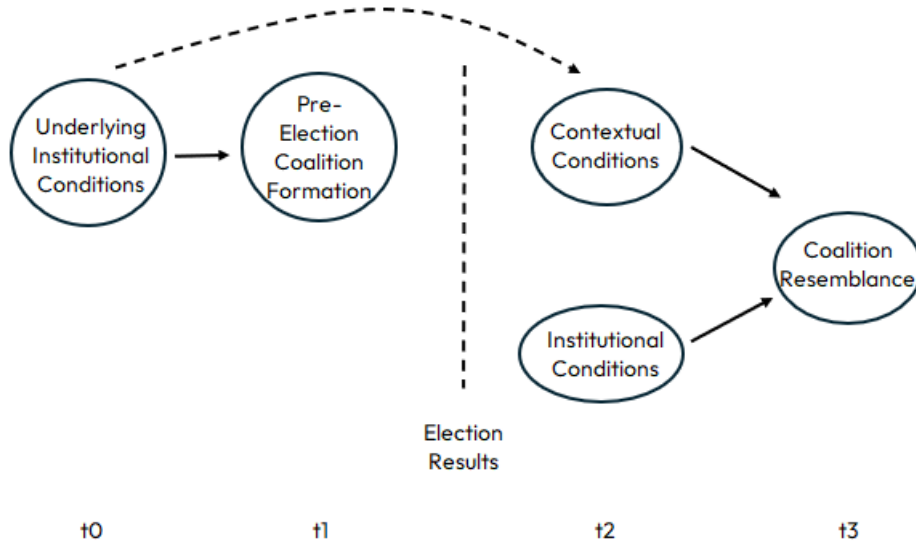 Underlying
Institutional
Conditions
Pre-
Election
Coalition
Formation
Contextual
Conditions
Coalition
Resemblance
Institutional
Conditions
Election
Results
t0
t1
t2
t3